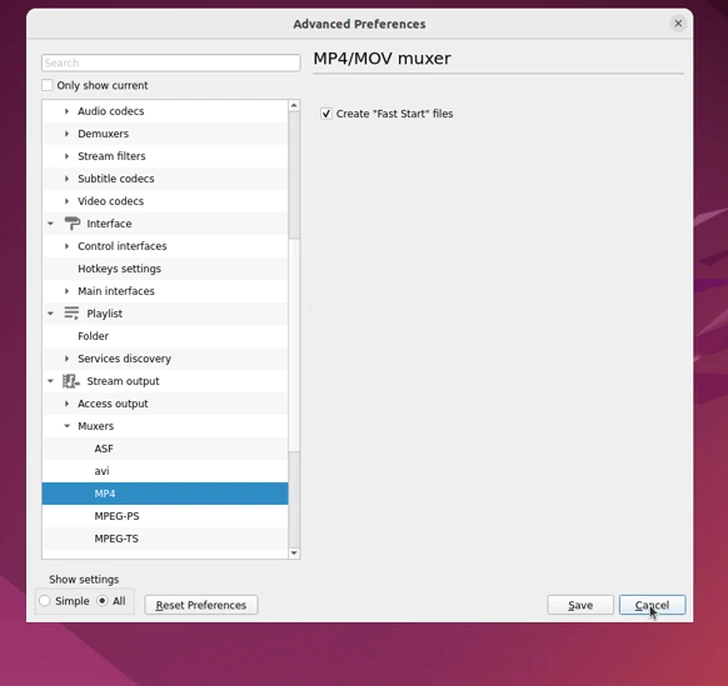 Advanced Preferences
Search
Only show current
Audio codecs
Demuxers
Stream filters
Subtitle codecs
Video codecs
Interface
Control interfaces
Hotkeys settings
Main interfaces
Playlist
Folder
Services discovery
Stream output
Access output
Muxers
ASF
avi
MP4
MPEG-PS
MPEG-TS
MP4/MOV muxer
Create "Fast Start" files
Show settings
Simple All
Reset Preferences
Save
Cancel